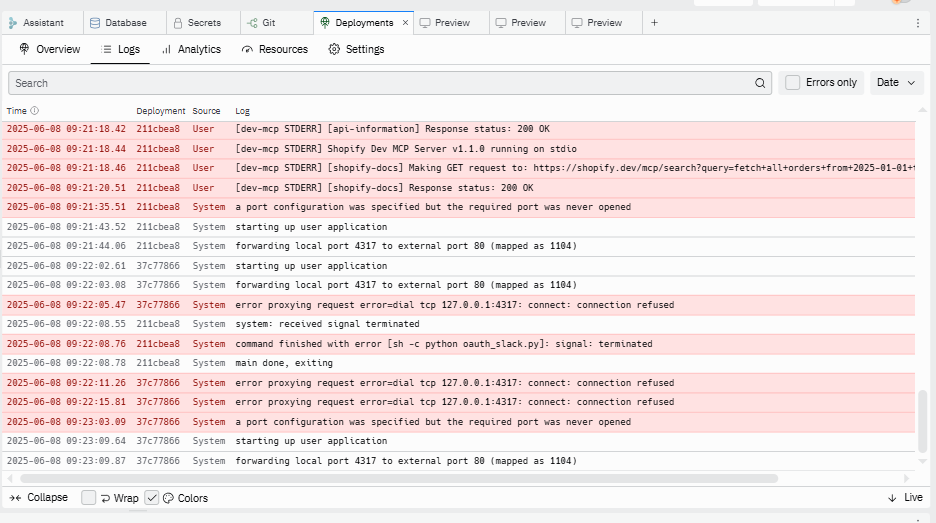 Assistant Database Secrets Git Deployments × Preview Preview Preview +
Overview Logs Analytics Resources Settings
Search Errors only Date
Time Deployment Source Log
2025-06-08 09:21:18.42 211cbea8 User [dev-mcp STDERR] [api-information] Response status: 200 OK
2025-06-08 09:21:18.44 211cbea8 User [dev-mcp STDERR] Shopify Dev MCP Server v1.1.0 running on stdio
2025-06-08 09:21:18.46 211cbea8 User [dev-mcp STDERR] [shopify-docs] Making GET request to: https://shopify.dev/mcp/search?query=fetch+all+orders+from+2025-01-01+
2025-06-08 09:21:20.51 211cbea8 User [dev-mcp STDERR] [shopify-docs] Response status: 200 OK
2025-06-08 09:21:35.51 211cbea8 System a port configuration was specified but the required port was never opened
2025-06-08 09:21:43.52 211cbea8 System starting up user application
2025-06-08 09:21:44.06 211cbea8 System forwarding local port 4317 to external port 80 (mapped as 1104)
2025-06-08 09:22:02.61 37c77866 System starting up user application
2025-06-08 09:22:03.08 37c77866 System forwarding local port 4317 to external port 80 (mapped as 1104)
2025-06-08 09:22:05.47 37c77866 System error proxying request error=dial tcp 127.0.0.1:4317: connect: connection refused
2025-06-08 09:22:08.55 211cbea8 System system: received signal terminated
2025-06-08 09:22:08.76 211cbea8 System command finished with error [sh -c python oauth_slack.py]: signal: terminated
2025-06-08 09:22:08.78 211cbea8 System main done, exiting
2025-06-08 09:22:11.26 37c77866 System error proxying request error=dial tcp 127.0.0.1:4317: connect: connection refused
2025-06-08 09:22:15.81 37c77866 System error proxying request error=dial tcp 127.0.0.1:4317: connect: connection refused
2025-06-08 09:23:03.09 37c77866 System a port configuration was specified but the required port was never opened
2025-06-08 09:23:09.64 37c77866 System starting up user application
2025-06-08 09:23:09.87 37c77866 System forwarding local port 4317 to external port 80 (mapped as 1104)
Collapse Wrap Colors Live